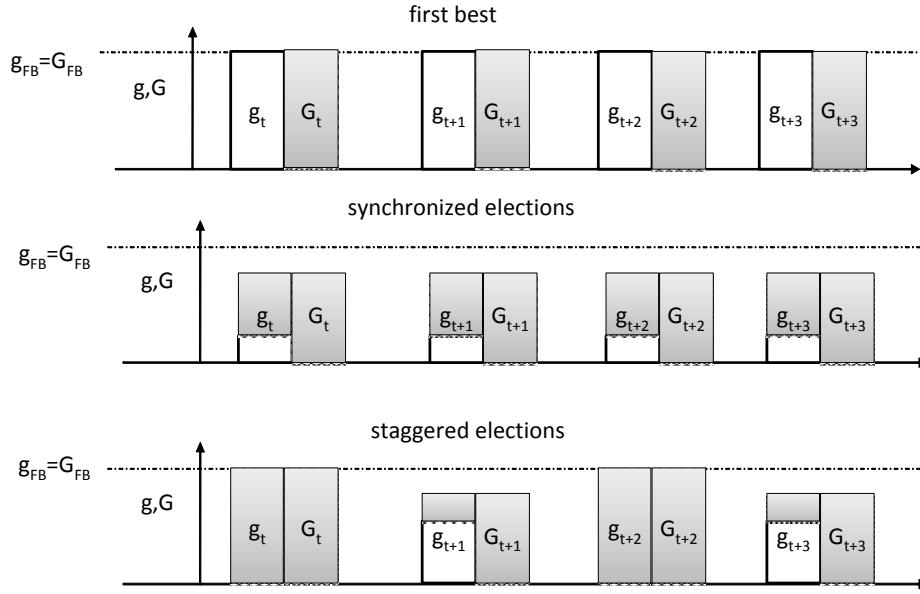 first best
g_FB=G_FB
g,G
g_t G_t g_t+1 G_t+1 g_t+2 G_t+2 g_t+3 G_t+3
synchronized elections
g_FB=G_FB
g,G
g_t G_t g_t+1 G_t+1 g_t+2 G_t+2 g_t+3 G_t+3
staggered elections
g_FB=G_FB
g,G
g_t G_t g_t+1 G_t+1 g_t+2 G_t+2 g_t+3 G_t+3